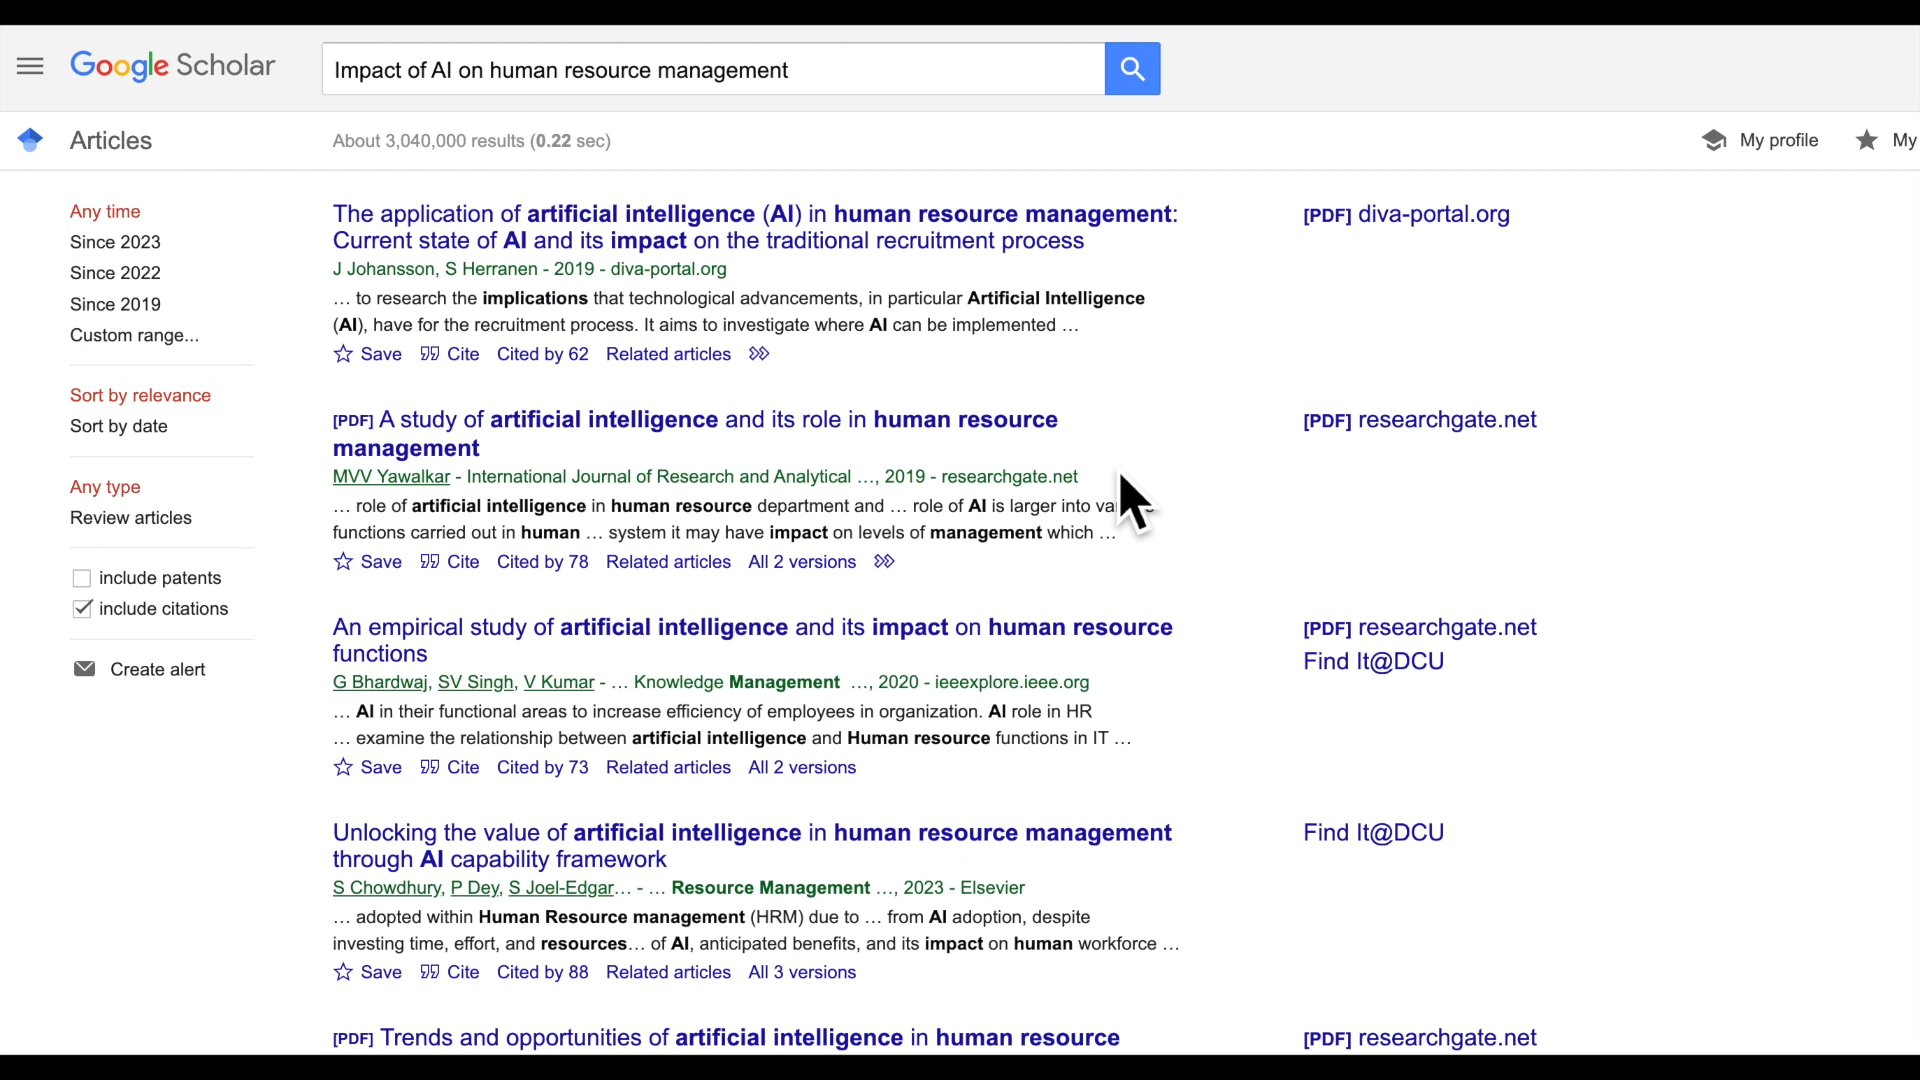 Google Scholar
Impact of AI on human resource management
Articles
About 3,040,000 results (0.22 sec)
My profile
My
Any time
Since 2023
Since 2022
Since 2019
Custom range...
Sort by relevance
Sort by date
Any type
Review articles
include patents
include citations
Create alert
The application of artificial intelligence (AI) in human resource management:
Current state of AI and its impact on the traditional recruitment process
J Johansson, S Herranen - 2019 - diva-portal.org
... to research the implications that technological advancements, in particular Artificial Intelligence
(AI), have for the recruitment process. It aims to investigate where AI can be implemented ...
Save Cite Cited by 62 Related articles
[PDF] diva-portal.org
[PDF] A study of artificial intelligence and its role in human resource
management
MVV Yawalkar - International Journal of Research and Analytical ..., 2019 - researchgate.net
... role of artificial intelligence in human resource department and ... role of AI is larger into
functions carried out in human ... system it may have impact on levels of management which ...
Save Cite Cited by 78 Related articles All 2 versions
[PDF] researchgate.net
An empirical study of artificial intelligence and its impact on human resource
functions
G Bhardwaj, SV Singh, V Kumar - ... Knowledge Management ..., 2020 - ieeexplore.ieee.org
... AI in their functional areas to increase efficiency of employees in organization. AI role in HR
... examine the relationship between artificial intelligence and Human resource functions in IT ...
Save Cite Cited by 73 Related articles All 2 versions
[PDF] researchgate.net
Find It@DCU
Unlocking the value of artificial intelligence in human resource management
through AI capability framework
S Chowdhury, P Dey, S Joel-Edgar... - ... Resource Management ..., 2023 - Elsevier
... adopted within Human Resource management (HRM) due to ... from AI adoption, despite
investing time, effort, and resources... of AI, anticipated benefits, and its impact on human workforce ...
Save Cite Cited by 88 Related articles All 3 versions
Find It@DCU
[PDF] Trends and opportunities of artificial intelligence in human resource
[PDF] researchgate.net